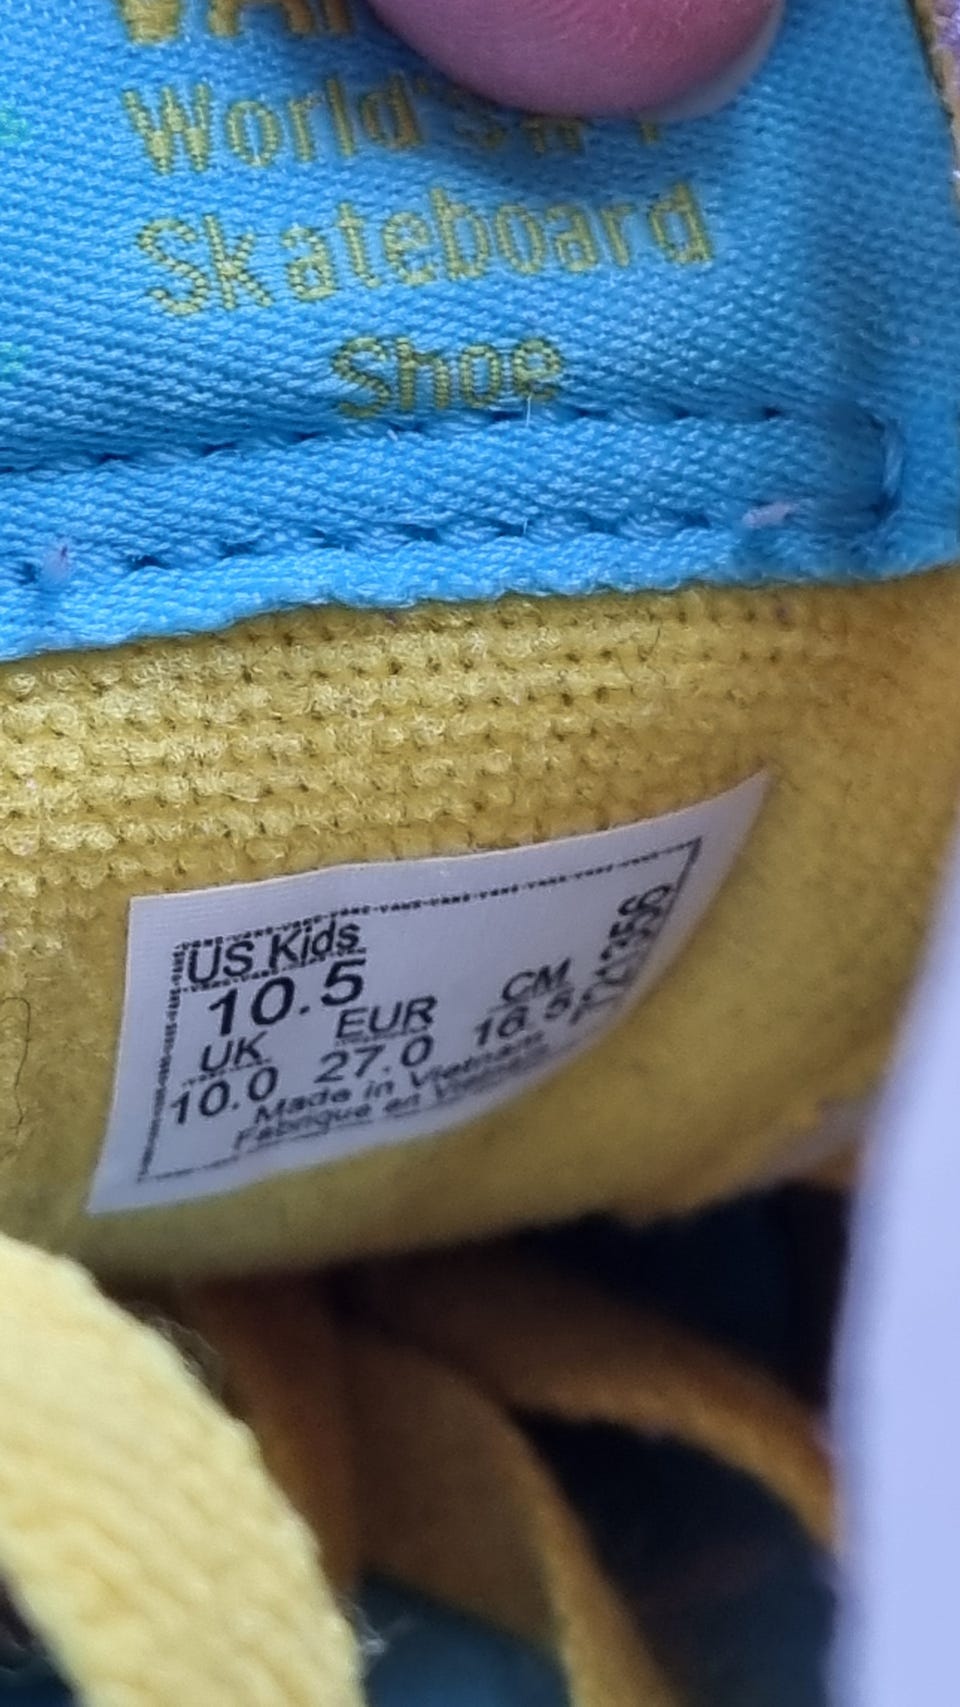 World's
Skateboard
Shoe
US Kids
10.5
UK EUR CM
10.0 27.0 16.5
Made in Vietnam
Fabriqué en